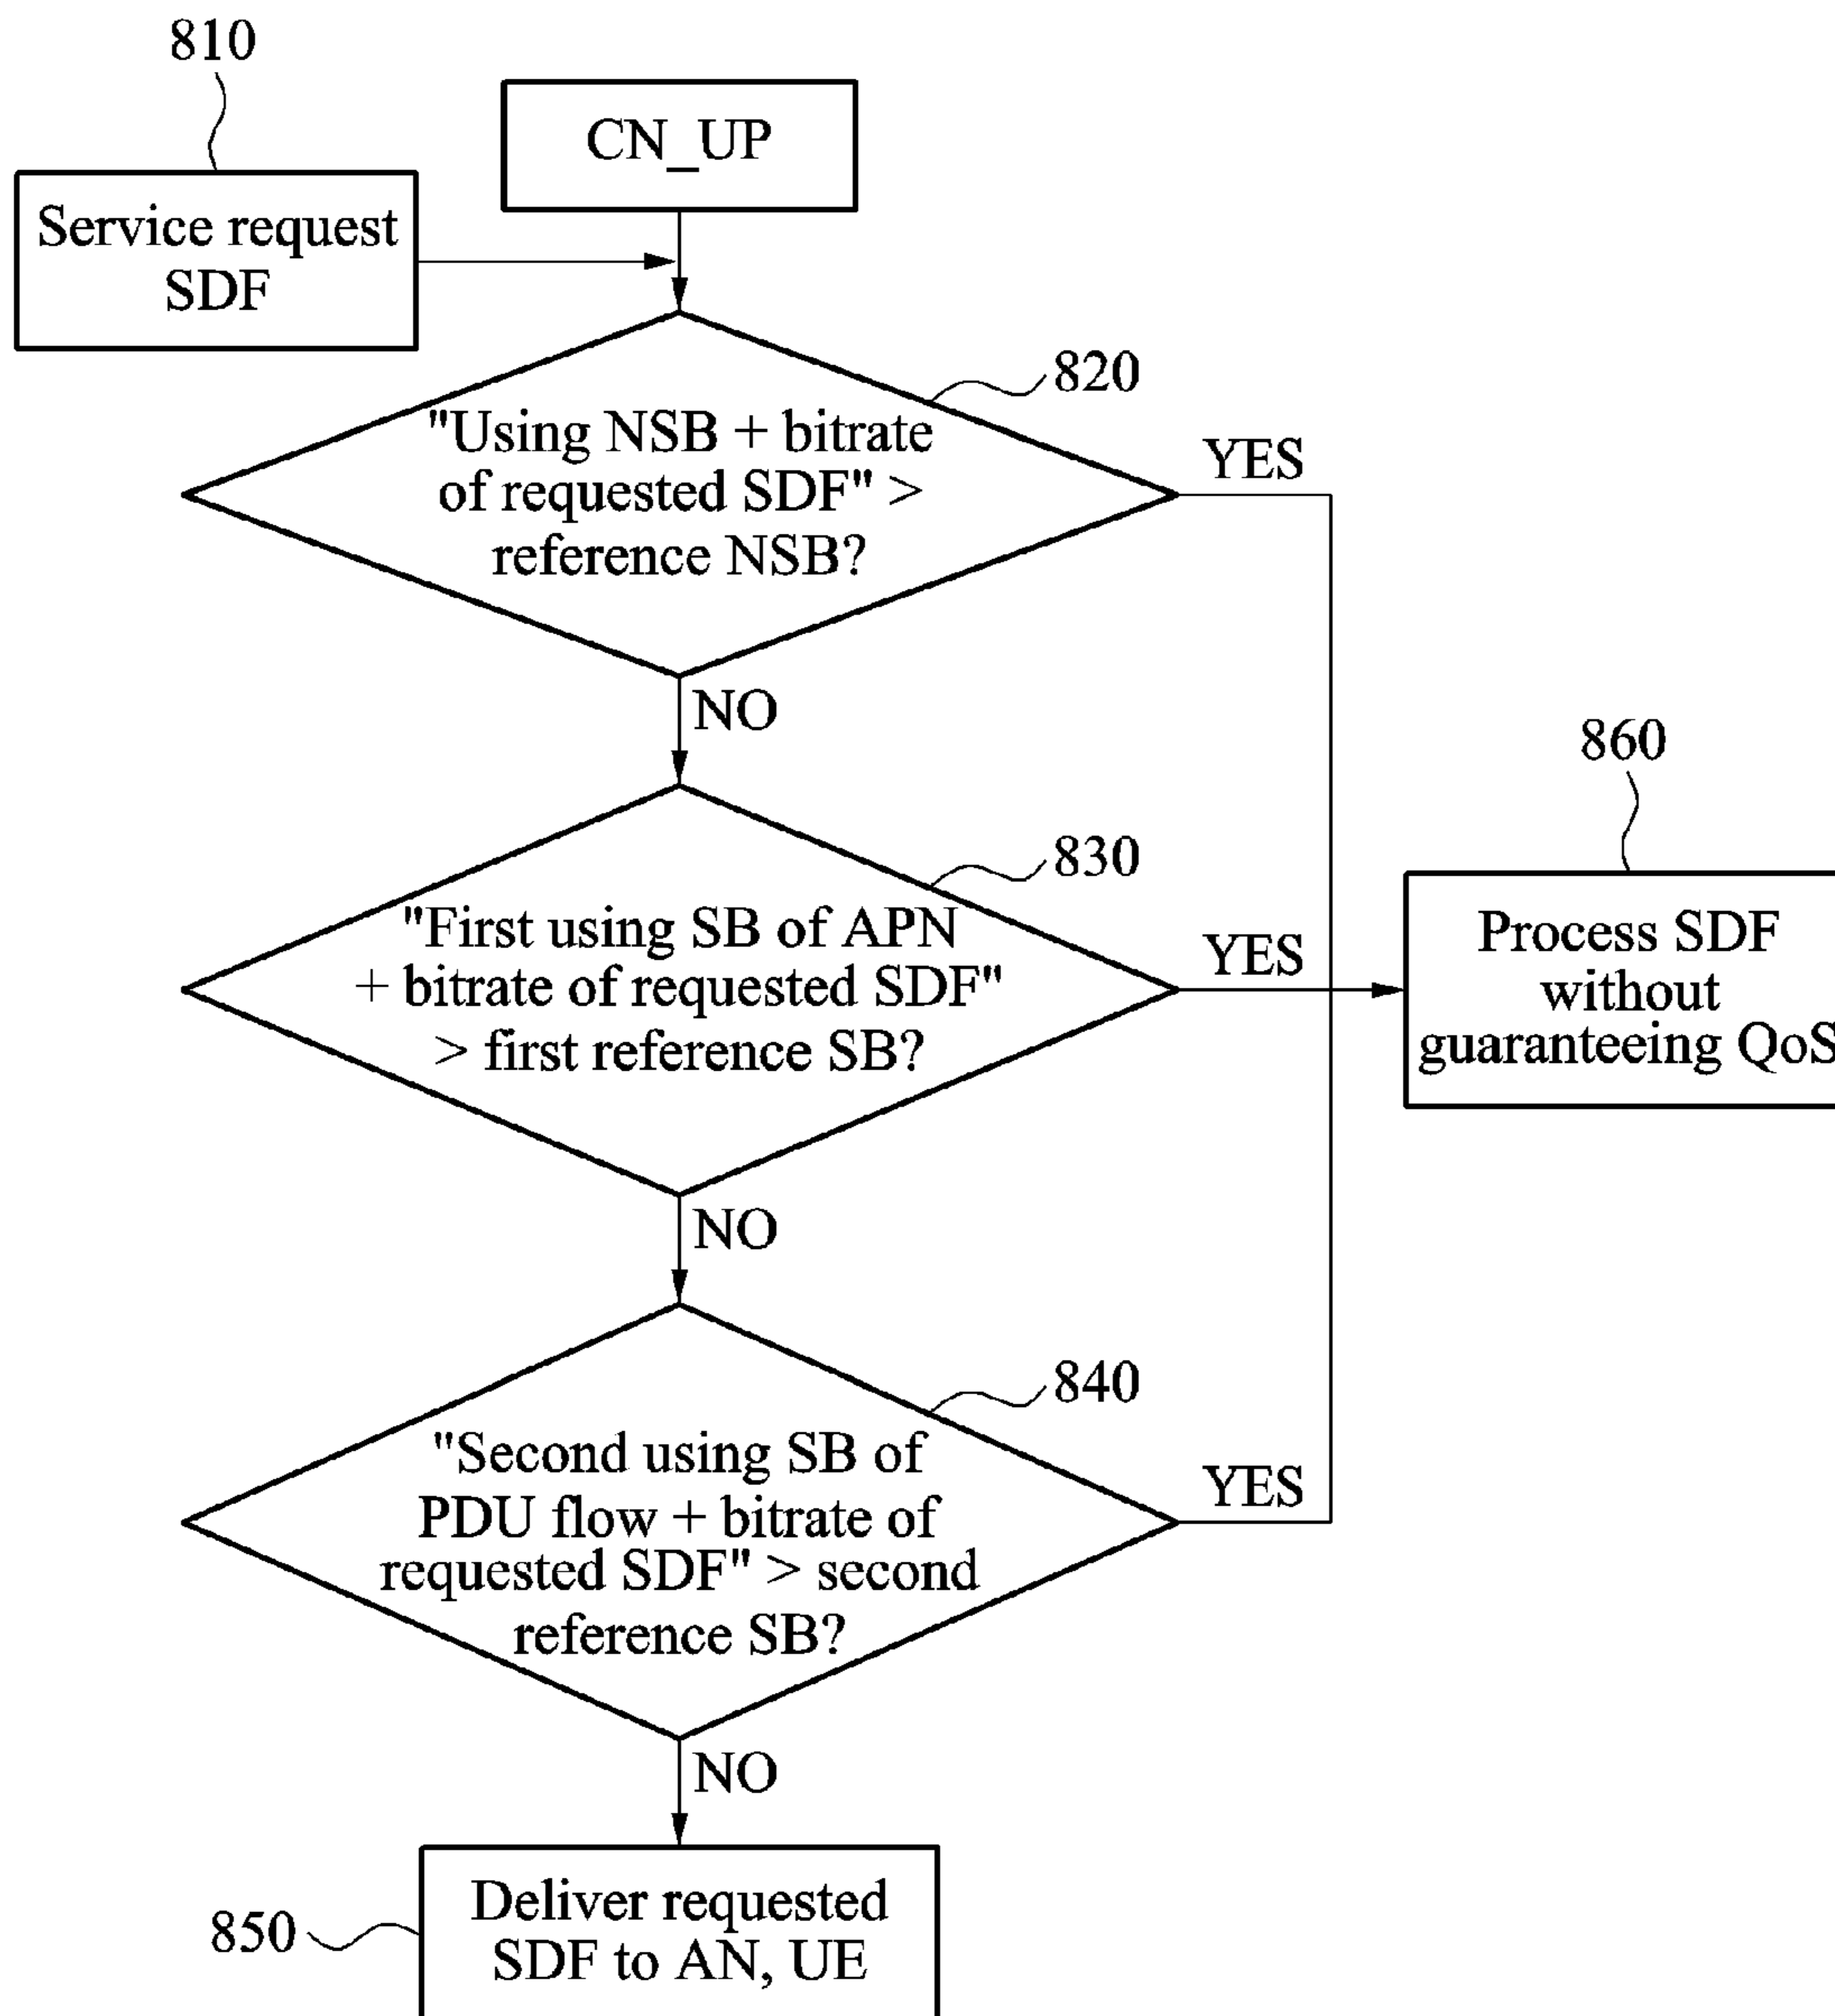 810
CN_UP
Service request
SDF
820
"Using NSB + bitrate
of requested SDF" >
reference NSB?
YES
NO
860
830
"First using SB of APN
+ bitrate of requested SDF"
> first reference SB?
YES
Process SDF
without
guaranteeing QoS
NO
840
"Second using SB of
PDU flow + bitrate of
requested SDF" > second
reference SB?
YES
NO
850
Deliver requested
SDF to AN, UE